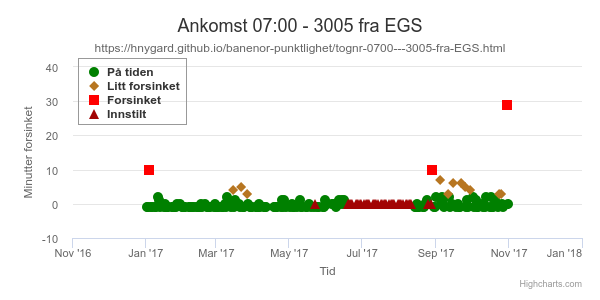 Ankomst 07:00 - 3005 fra EGS
https://hnygard.github.io/banenor-punktlighet/tognr-0700---3005-fra-EGS.html
På tiden
Litt forsinket
Forsinket
Innstilt
Minutter forsinket
40
30
20
10
0
-10
Nov '16
Jan '17
Mar '17
May '17
Jul '17
Sep '17
Nov '17
Jan '18
Tid
Highcharts.com